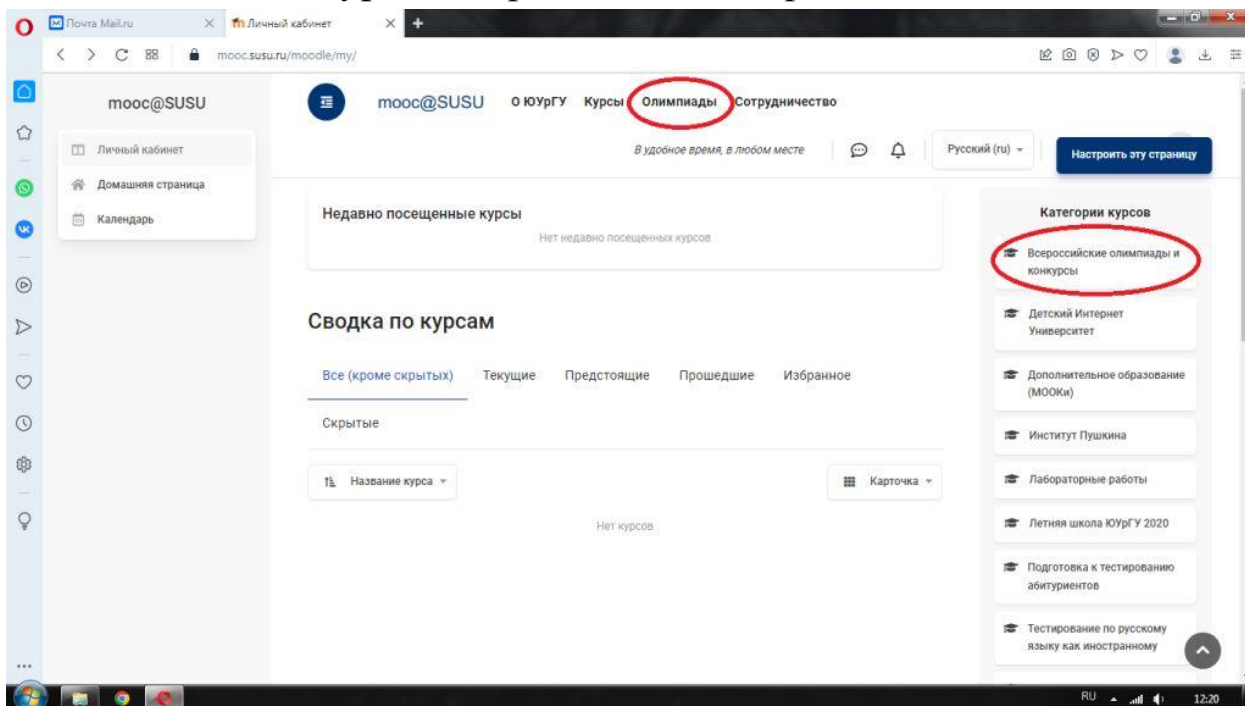 Почта Mail.ru
Личный кабинет
mooc.susu.ru/moodle/my/
mooc@SUSU
Личный кабинет
Домашняя страница
Календарь
mooc@SUSU О ЮУрГУ Курсы Олимпиады Сотрудничество
В удобное время, в любом месте
Русский (ru)
Настроить эту страницу
Недавно посещенные курсы
Нет недавно посещенных курсов
Сводка по курсам
Все (кроме скрытых) Текущие Предстоящие Прошедшие Избранное
Скрытые
Название курса
Карточка
Нет курсов
Категории курсов
Всероссийские олимпиады и
конкурсы
Детский Интернет
Университет
Дополнительное образование
(МООКи)
Институт Пушкина
Лабораторные работы
Летняя школа ЮУрГУ 2020
Подготовка к тестированию
абитуриентов
Тестирование по русскому
языку как иностранному
RU
12:20